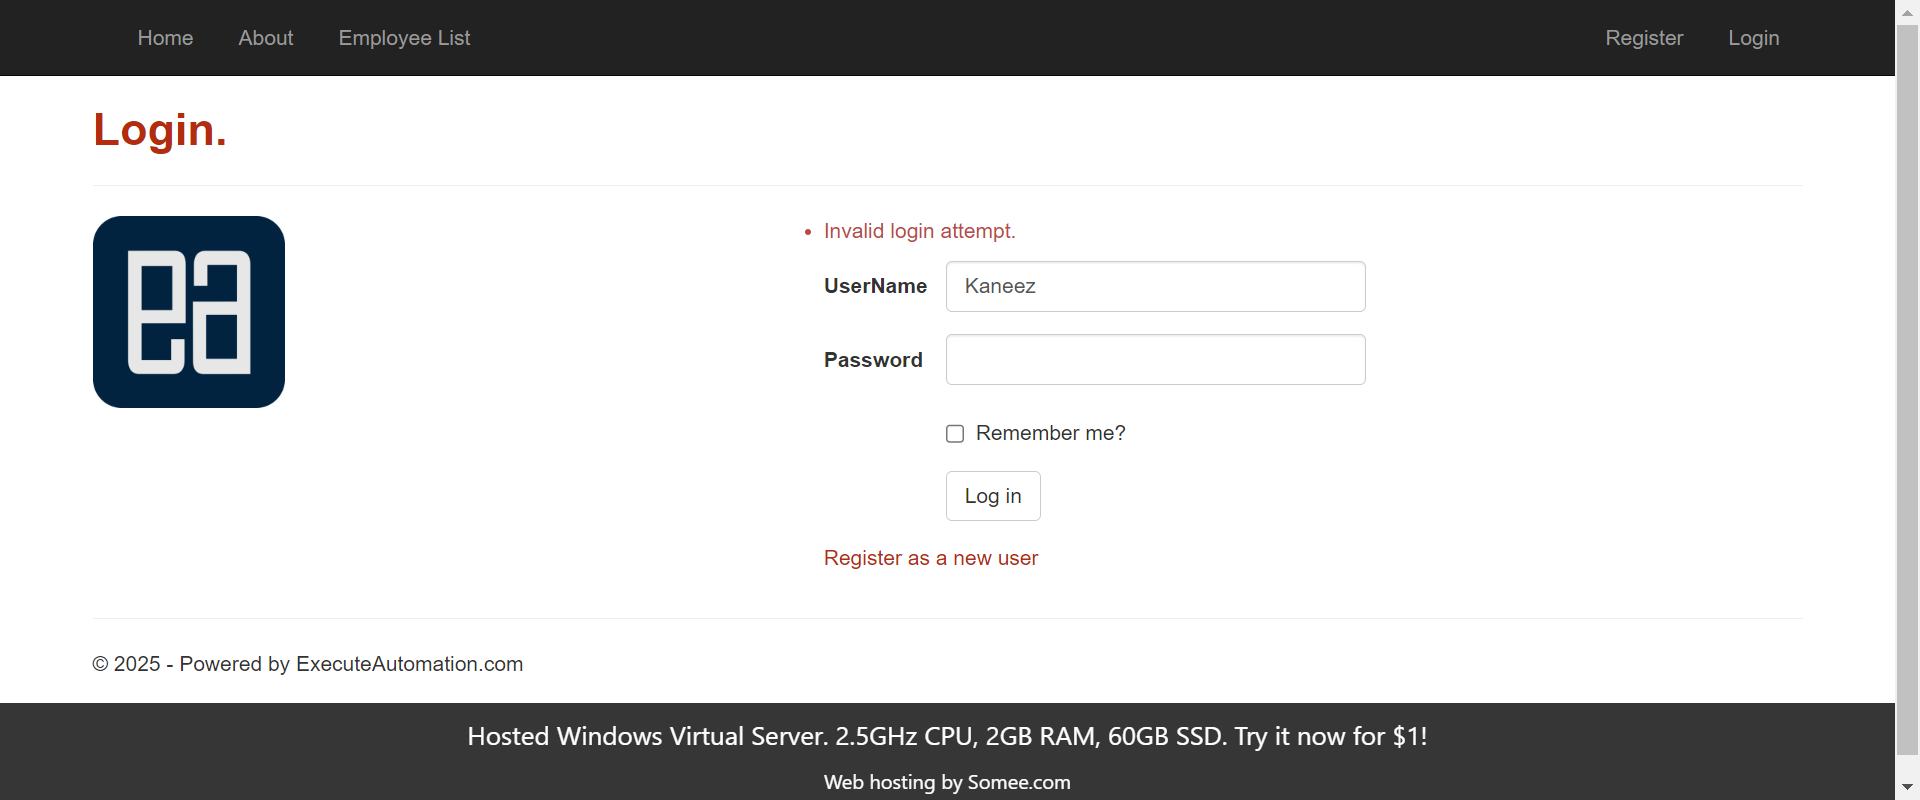 Home About Employee List Register Login
Login.
ea
Invalid login attempt.
UserName Kaneez
Password
Remember me?
Log in
Register as a new user
© 2025 - Powered by ExecuteAutomation.com
Hosted Windows Virtual Server. 2.5GHz CPU, 2GB RAM, 60GB SSD. Try it now for $1!
Web hosting by Somee.com